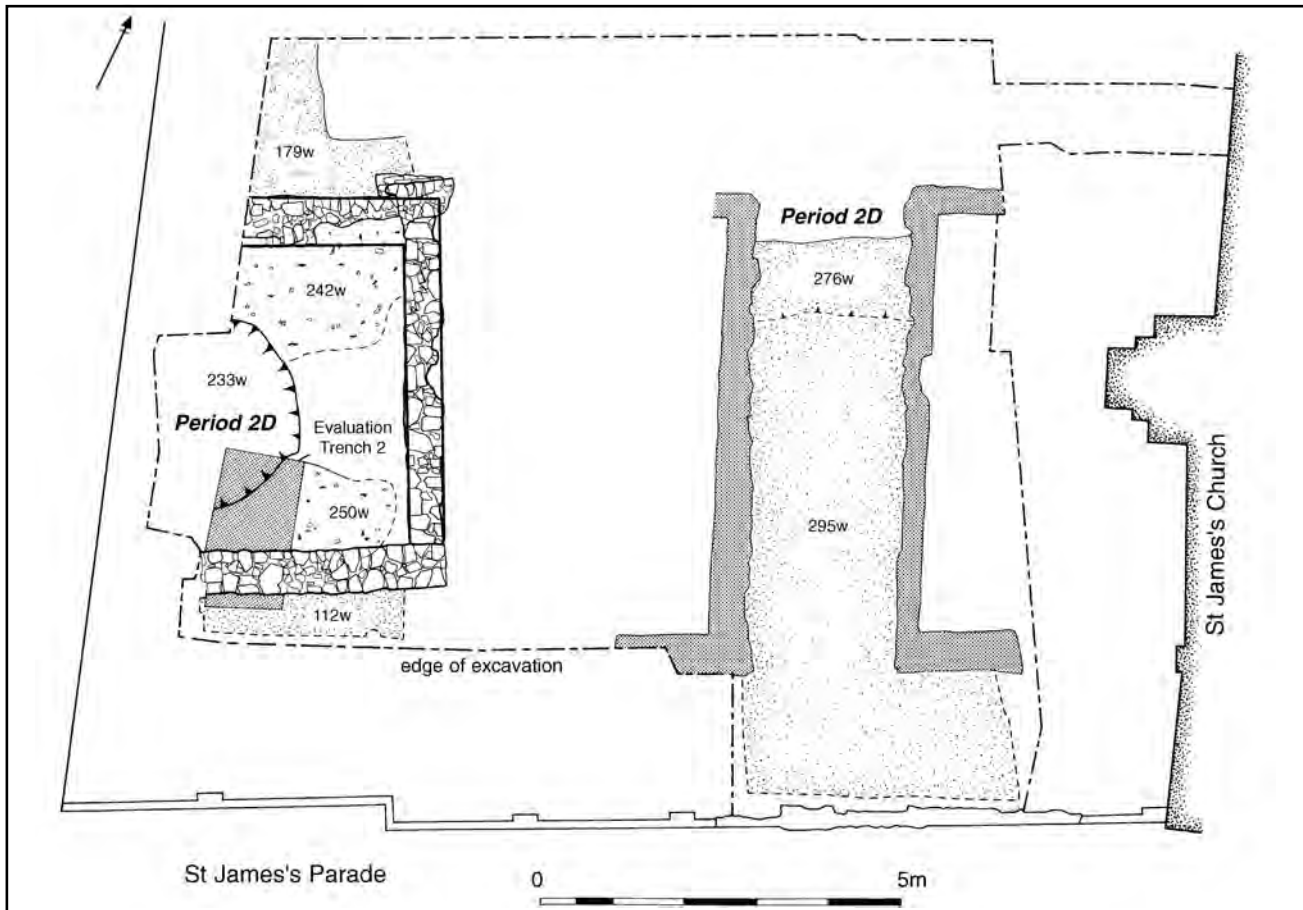 179w
Period 2D
276w
242w
233w
Period 2D
Evaluation
Trench 2
250w
295w
112w
edge of excavation
St James's Church
St James's Parade
0
5m